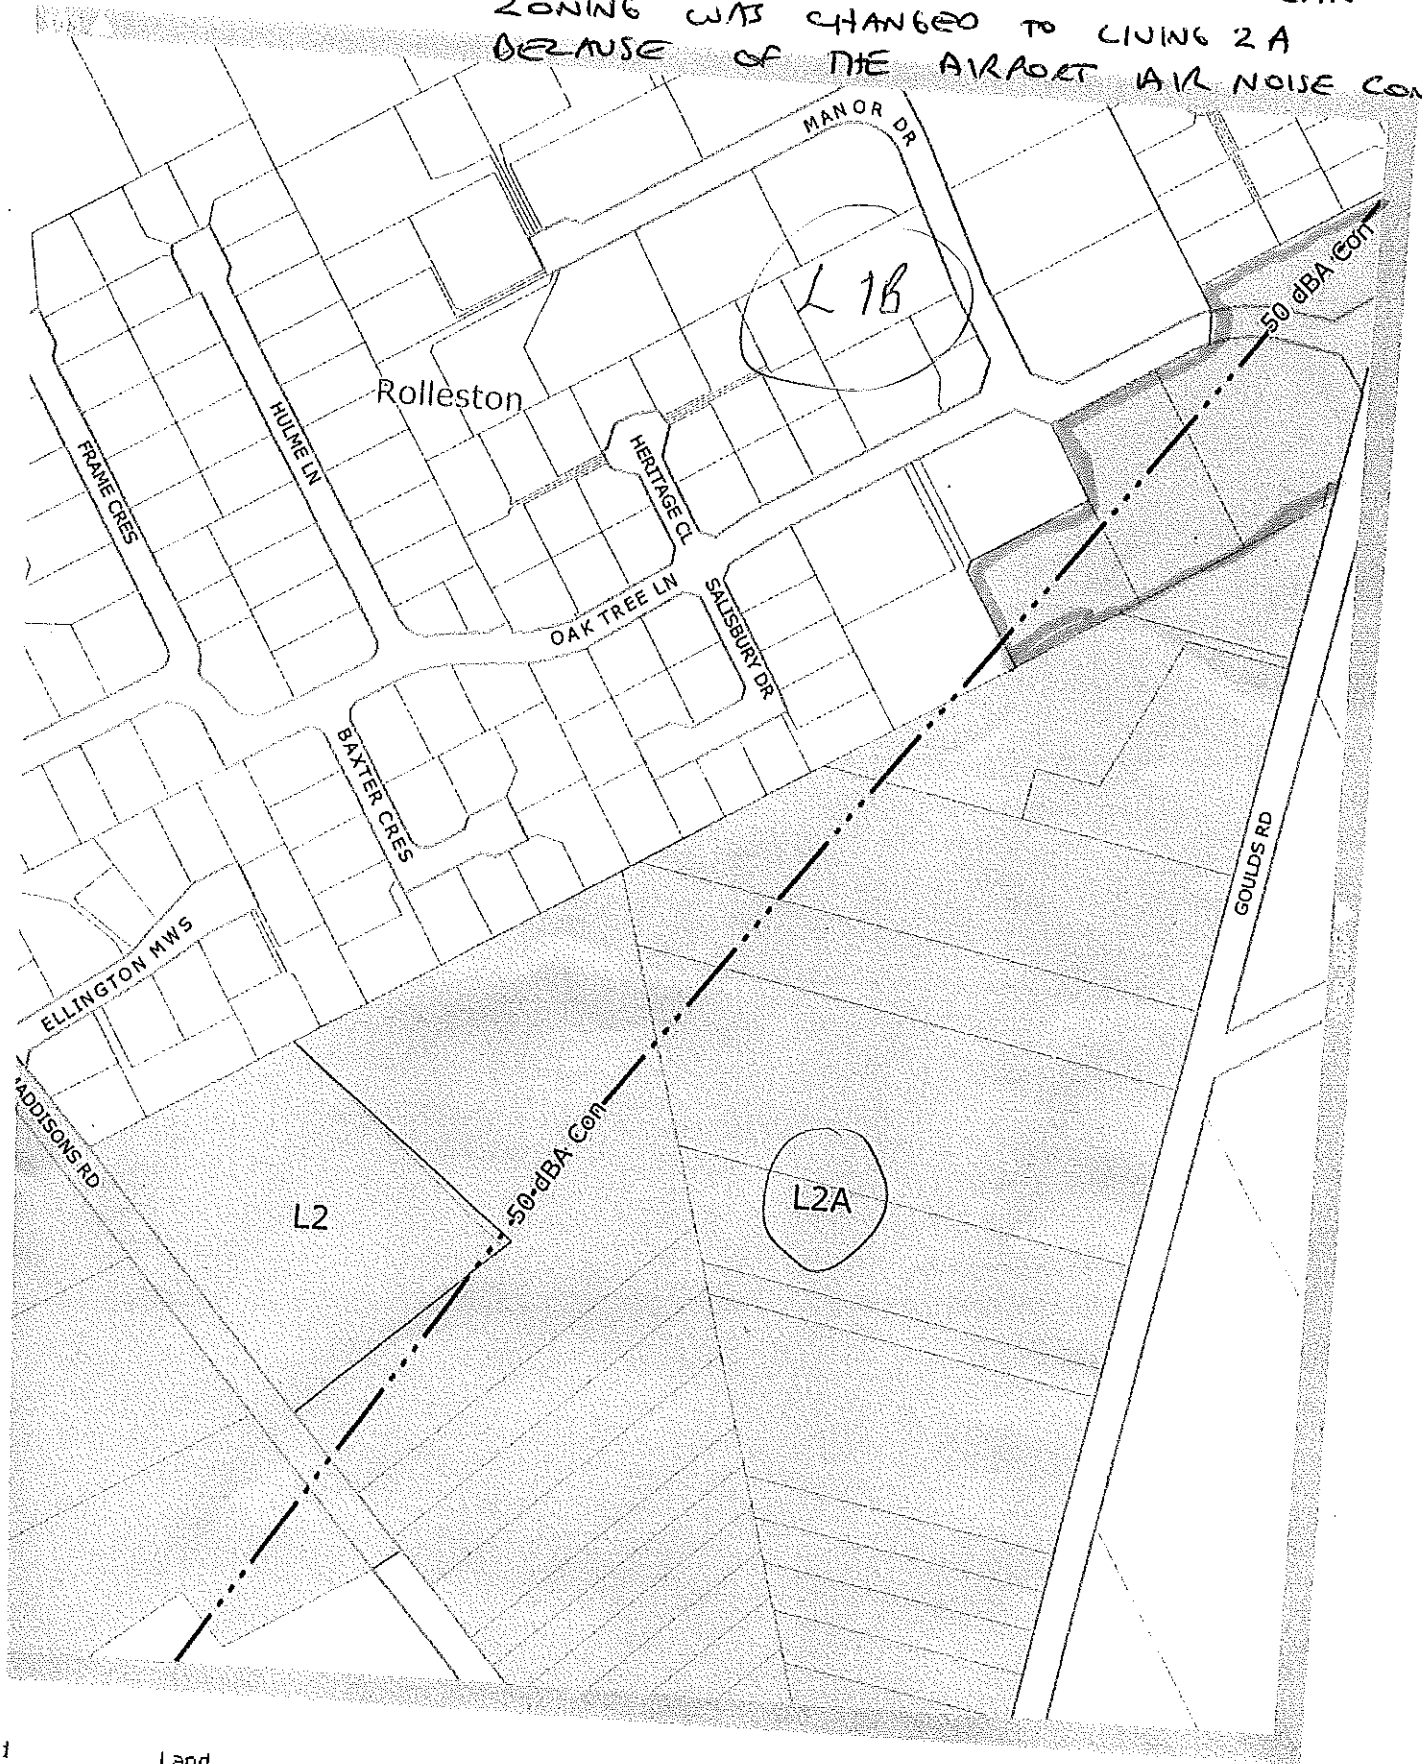 ZONING WAS CHANGED TO LIVING 2A
BECAUSE OF THE AIRPORT AIR NOISE CON
MANOR DR
L 1B
50 dBA Con
Rolleston
HULME LN
FRAME CRES
HERITAGE CL
OAK TREE LN
SALISBURY DR
BAXTER CRES
GOULDS RD
ELLINGTON MWS
ADDISONS RD
50 dBA Con
L2
L2A
Land